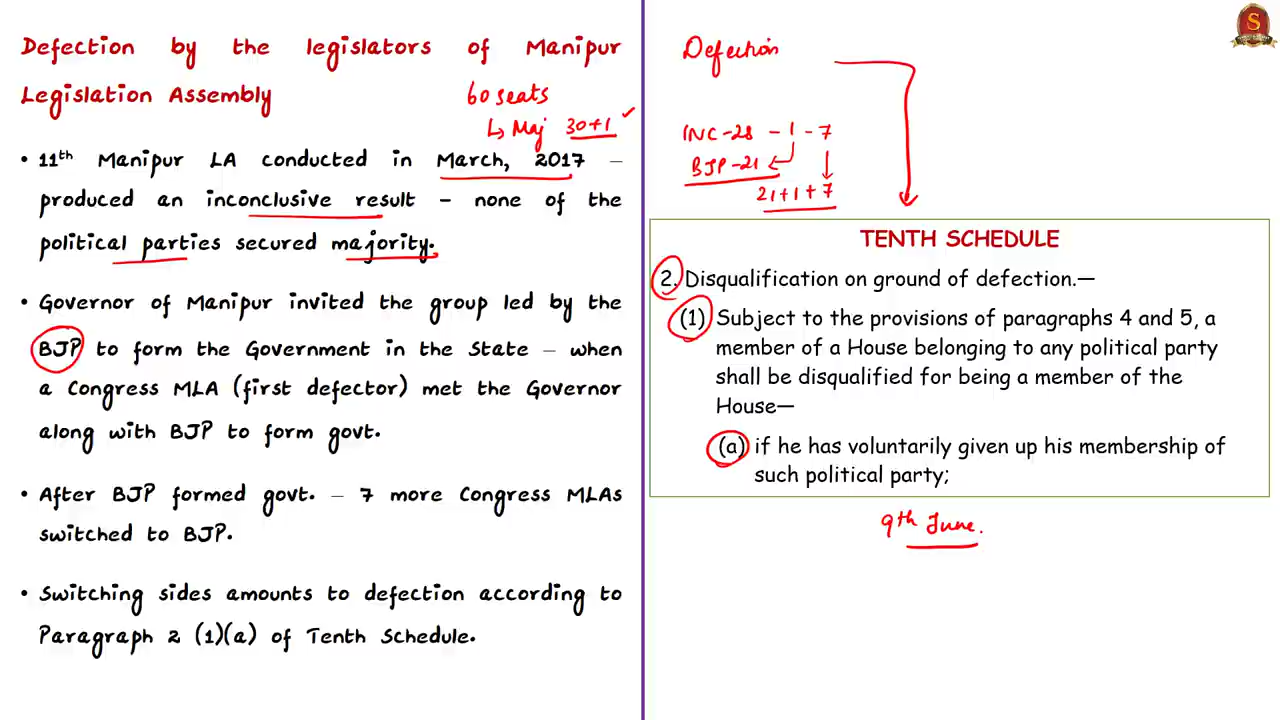 Defection by the legislators of Manipur
Legislation Assembly
60 seats
↳ Maj 30+1 ✓
• 11th Manipur LA conducted in March, 2017 –
produced an inconclusive result – none of the
political parties secured majority.
• Governor of Manipur invited the group led by the
BJP to form the Government in the State – when
a Congress MLA (first defector) met the Governor
along with BJP to form govt.
• After BJP formed govt. – 7 more Congress MLAs
switched to BJP.
• Switching sides amounts to defection according to
Paragraph 2 (1)(a) of Tenth Schedule.
S
Defection
INC-28 - 1 - 7
BJP-21
21+1+7
TENTH SCHEDULE
2. Disqualification on ground of defection.—
(1) Subject to the provisions of paragraphs 4 and 5, a
member of a House belonging to any political party
shall be disqualified for being a member of the
House—
(a) if he has voluntarily given up his membership of
such political party;
9th June.